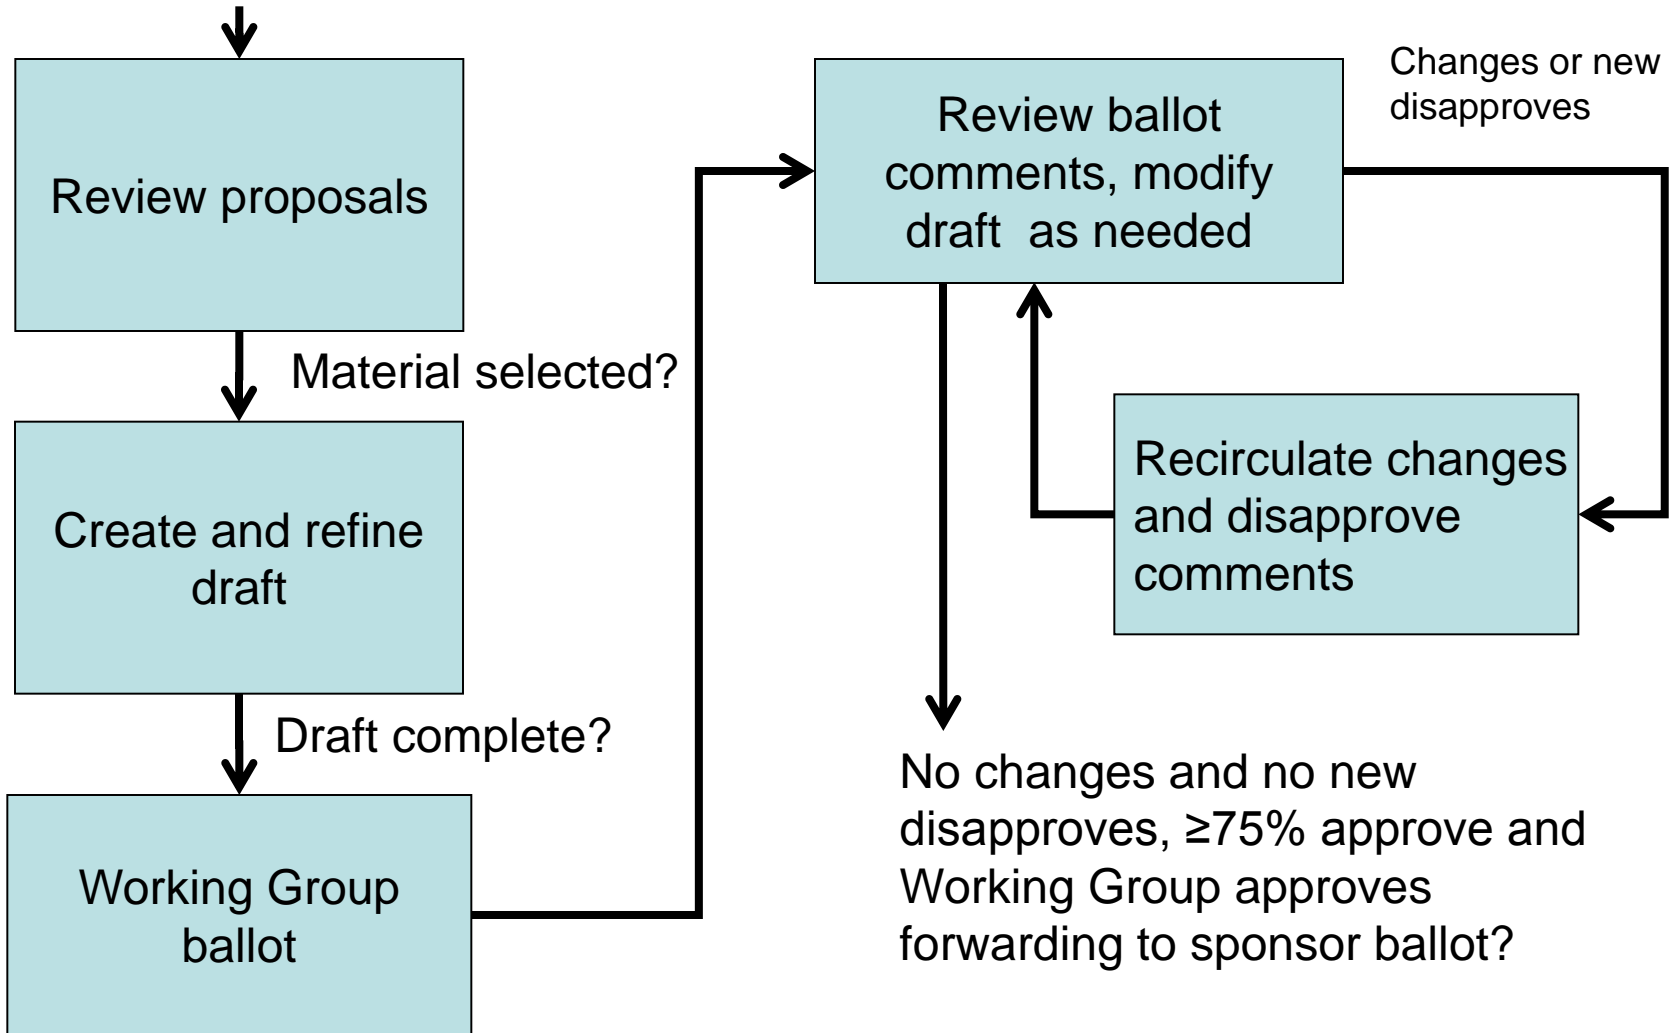 Review proposals
Material selected?
Create and refine
draft
Draft complete?
Working Group
ballot
Review ballot
comments, modify
draft  as needed
Changes or new
disapproves
Recirculate changes
and disapprove
comments
No changes and no new
disapproves, ≥75% approve and
Working Group approves
forwarding to sponsor ballot?